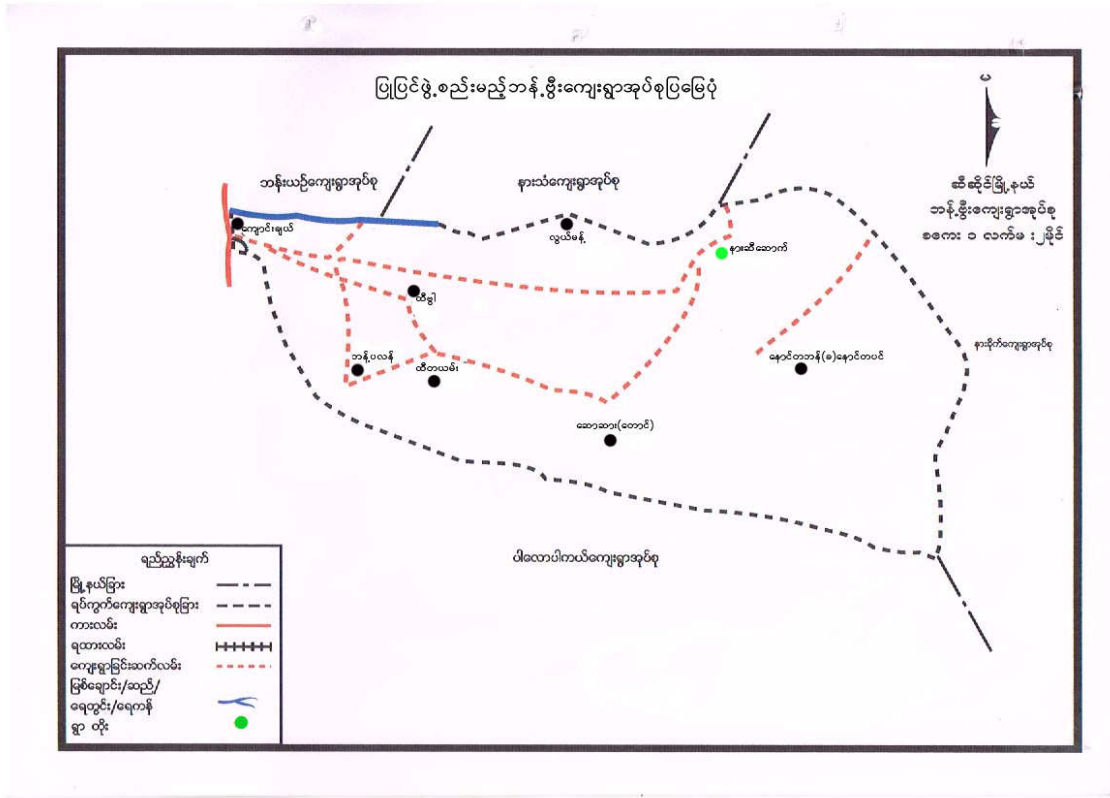 ပြုပြင်ဖွဲ့စည်းမည့်ဘန့်ဗွီးကျေးရွာအုပ်စုပြမြေပုံ
ဆီဆိုင်မြို့နယ်
ဘန့်ဗွီးကျေးရွာအုပ်စု
စကေး ၁ လက်မ း၂မိုင်
ဘန်းယဉ်ကျေးရွာအုပ်စု
နားသံကျေးရွာအုပ်စု
ကျောင်းချယ်
လွယ်မန့်
နားဆီဆောက်
ထီဗွါ
နားခိုက်ကျေးရွာအုပ်စု
ဘန့်ပလန်
ထီတယမ်း
နောင်တဘန်(ခ)နောင်တပင်
ဆောဆား(တောင်)
ပါလောပါကယ်ကျေးရွာအုပ်စု
ရည်ညွှန်းချက်
မြို့နယ်ခြား
ရပ်ကွက်ကျေးရွာအုပ်စုခြား
ကားလမ်း
ရထားလမ်း
ကျေးရွာခြင်းဆက်လမ်း
မြစ်ချောင်း/ဆည်/
ရေတွင်း/ရေကန်
ရွာ တိုး